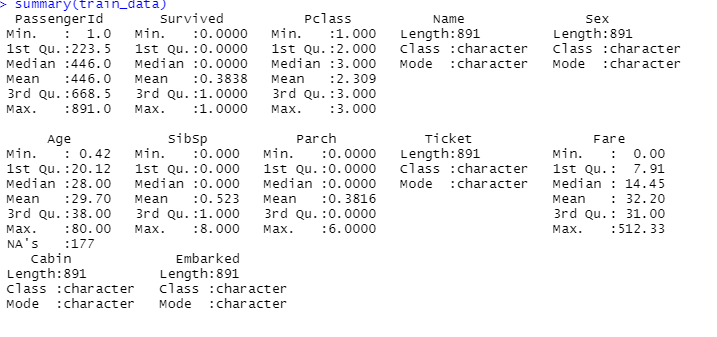 > summary(train_data)
  PassengerId       Survived          Pclass          Name               Sex
 Min.   :  1.0   Min.   :0.0000   Min.   :1.000   Length:891         Length:891
 1st Qu.:223.5   1st Qu.:0.0000   1st Qu.:2.000   Class :character   Class :character
 Median :446.0   Median :0.0000   Median :3.000   Mode  :character   Mode  :character
 Mean   :446.0   Mean   :0.3838   Mean   :2.309
 3rd Qu.:668.5   3rd Qu.:1.0000   3rd Qu.:3.000
 Max.   :891.0   Max.   :1.0000   Max.   :3.000
      Age            SibSp           Parch           Ticket               Fare
 Min.   : 0.42   Min.   :0.000   Min.   :0.0000   Length:891         Min.   :  0.00
 1st Qu.:20.12   1st Qu.:0.000   1st Qu.:0.0000   Class :character   1st Qu.:  7.91
 Median :28.00   Median :0.000   Median :0.0000   Mode  :character   Median : 14.45
 Mean   :29.70   Mean   :0.523   Mean   :0.3816                      Mean   : 32.20
 3rd Qu.:38.00   3rd Qu.:1.000   3rd Qu.:0.0000                      3rd Qu.: 31.00
 Max.   :80.00   Max.   :8.000   Max.   :6.0000                      Max.   :512.33
 NA's   :177
    Cabin             Embarked
 Length:891         Length:891
 Class :character   Class :character
 Mode  :character   Mode  :character